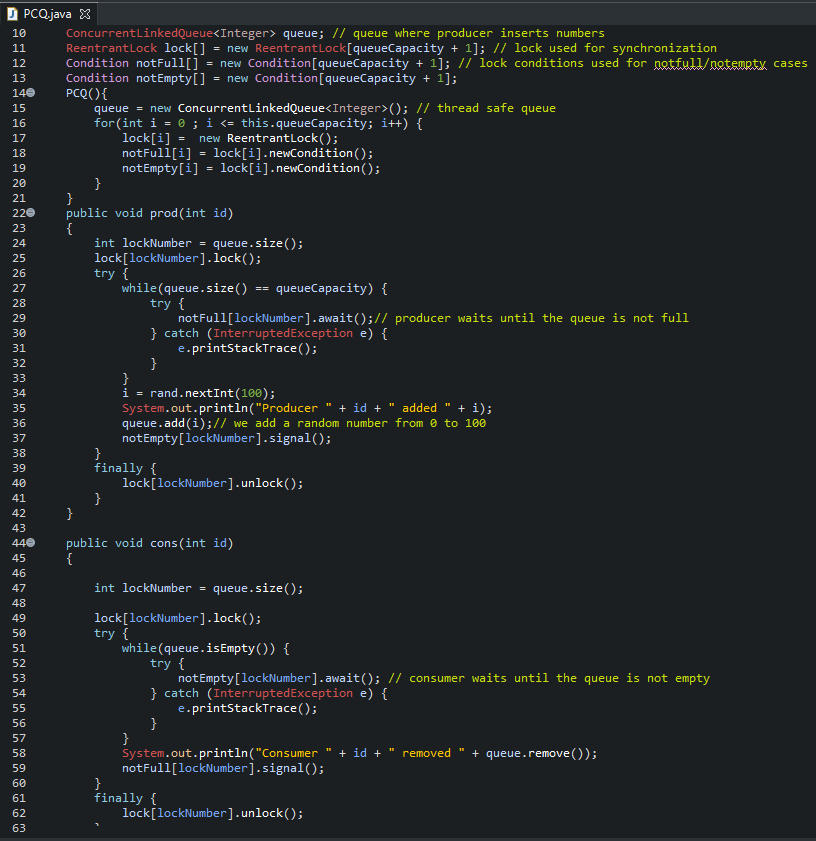 PCQ.java
10 ConcurrentLinkedQueue<Integer> queue; // queue where producer inserts numbers
11 ReentrantLock lock[] = new ReentrantLock[queueCapacity + 1]; // lock used for synchronization
12 Condition notFull[] = new Condition[queueCapacity + 1]; // lock conditions used for notfull/notempty cases
13 Condition notEmpty[] = new Condition[queueCapacity + 1];
14 PCQ(){
15 queue = new ConcurrentLinkedQueue<Integer>(); // thread safe queue
16 for(int i = 0 ; i <= this.queueCapacity; i++) {
17 lock[i] =  new ReentrantLock();
18 notFull[i] = lock[i].newCondition();
19 notEmpty[i] = lock[i].newCondition();
20 }
21 }
22 public void prod(int id)
23 {
24 int lockNumber = queue.size();
25 lock[lockNumber].lock();
26 try {
27 while(queue.size() == queueCapacity) {
28 try {
29 notFull[lockNumber].await();// producer waits until the queue is not full
30 } catch (InterruptedException e) {
31 e.printStackTrace();
32 }
33 }
34 i = rand.nextInt(100);
35 System.out.println("Producer " + id + " added " + i);
36 queue.add(i);// we add a random number from 0 to 100
37 notEmpty[lockNumber].signal();
38 }
39 finally {
40 lock[lockNumber].unlock();
41 }
42 }
43
44 public void cons(int id)
45 {
46
47 int lockNumber = queue.size();
48
49 lock[lockNumber].lock();
50 try {
51 while(queue.isEmpty()) {
52 try {
53 notEmpty[lockNumber].await(); // consumer waits until the queue is not empty
54 } catch (InterruptedException e) {
55 e.printStackTrace();
56 }
57 }
58 System.out.println("Consumer " + id + " removed " + queue.remove());
59 notFull[lockNumber].signal();
60 }
61 finally {
62 lock[lockNumber].unlock();
63